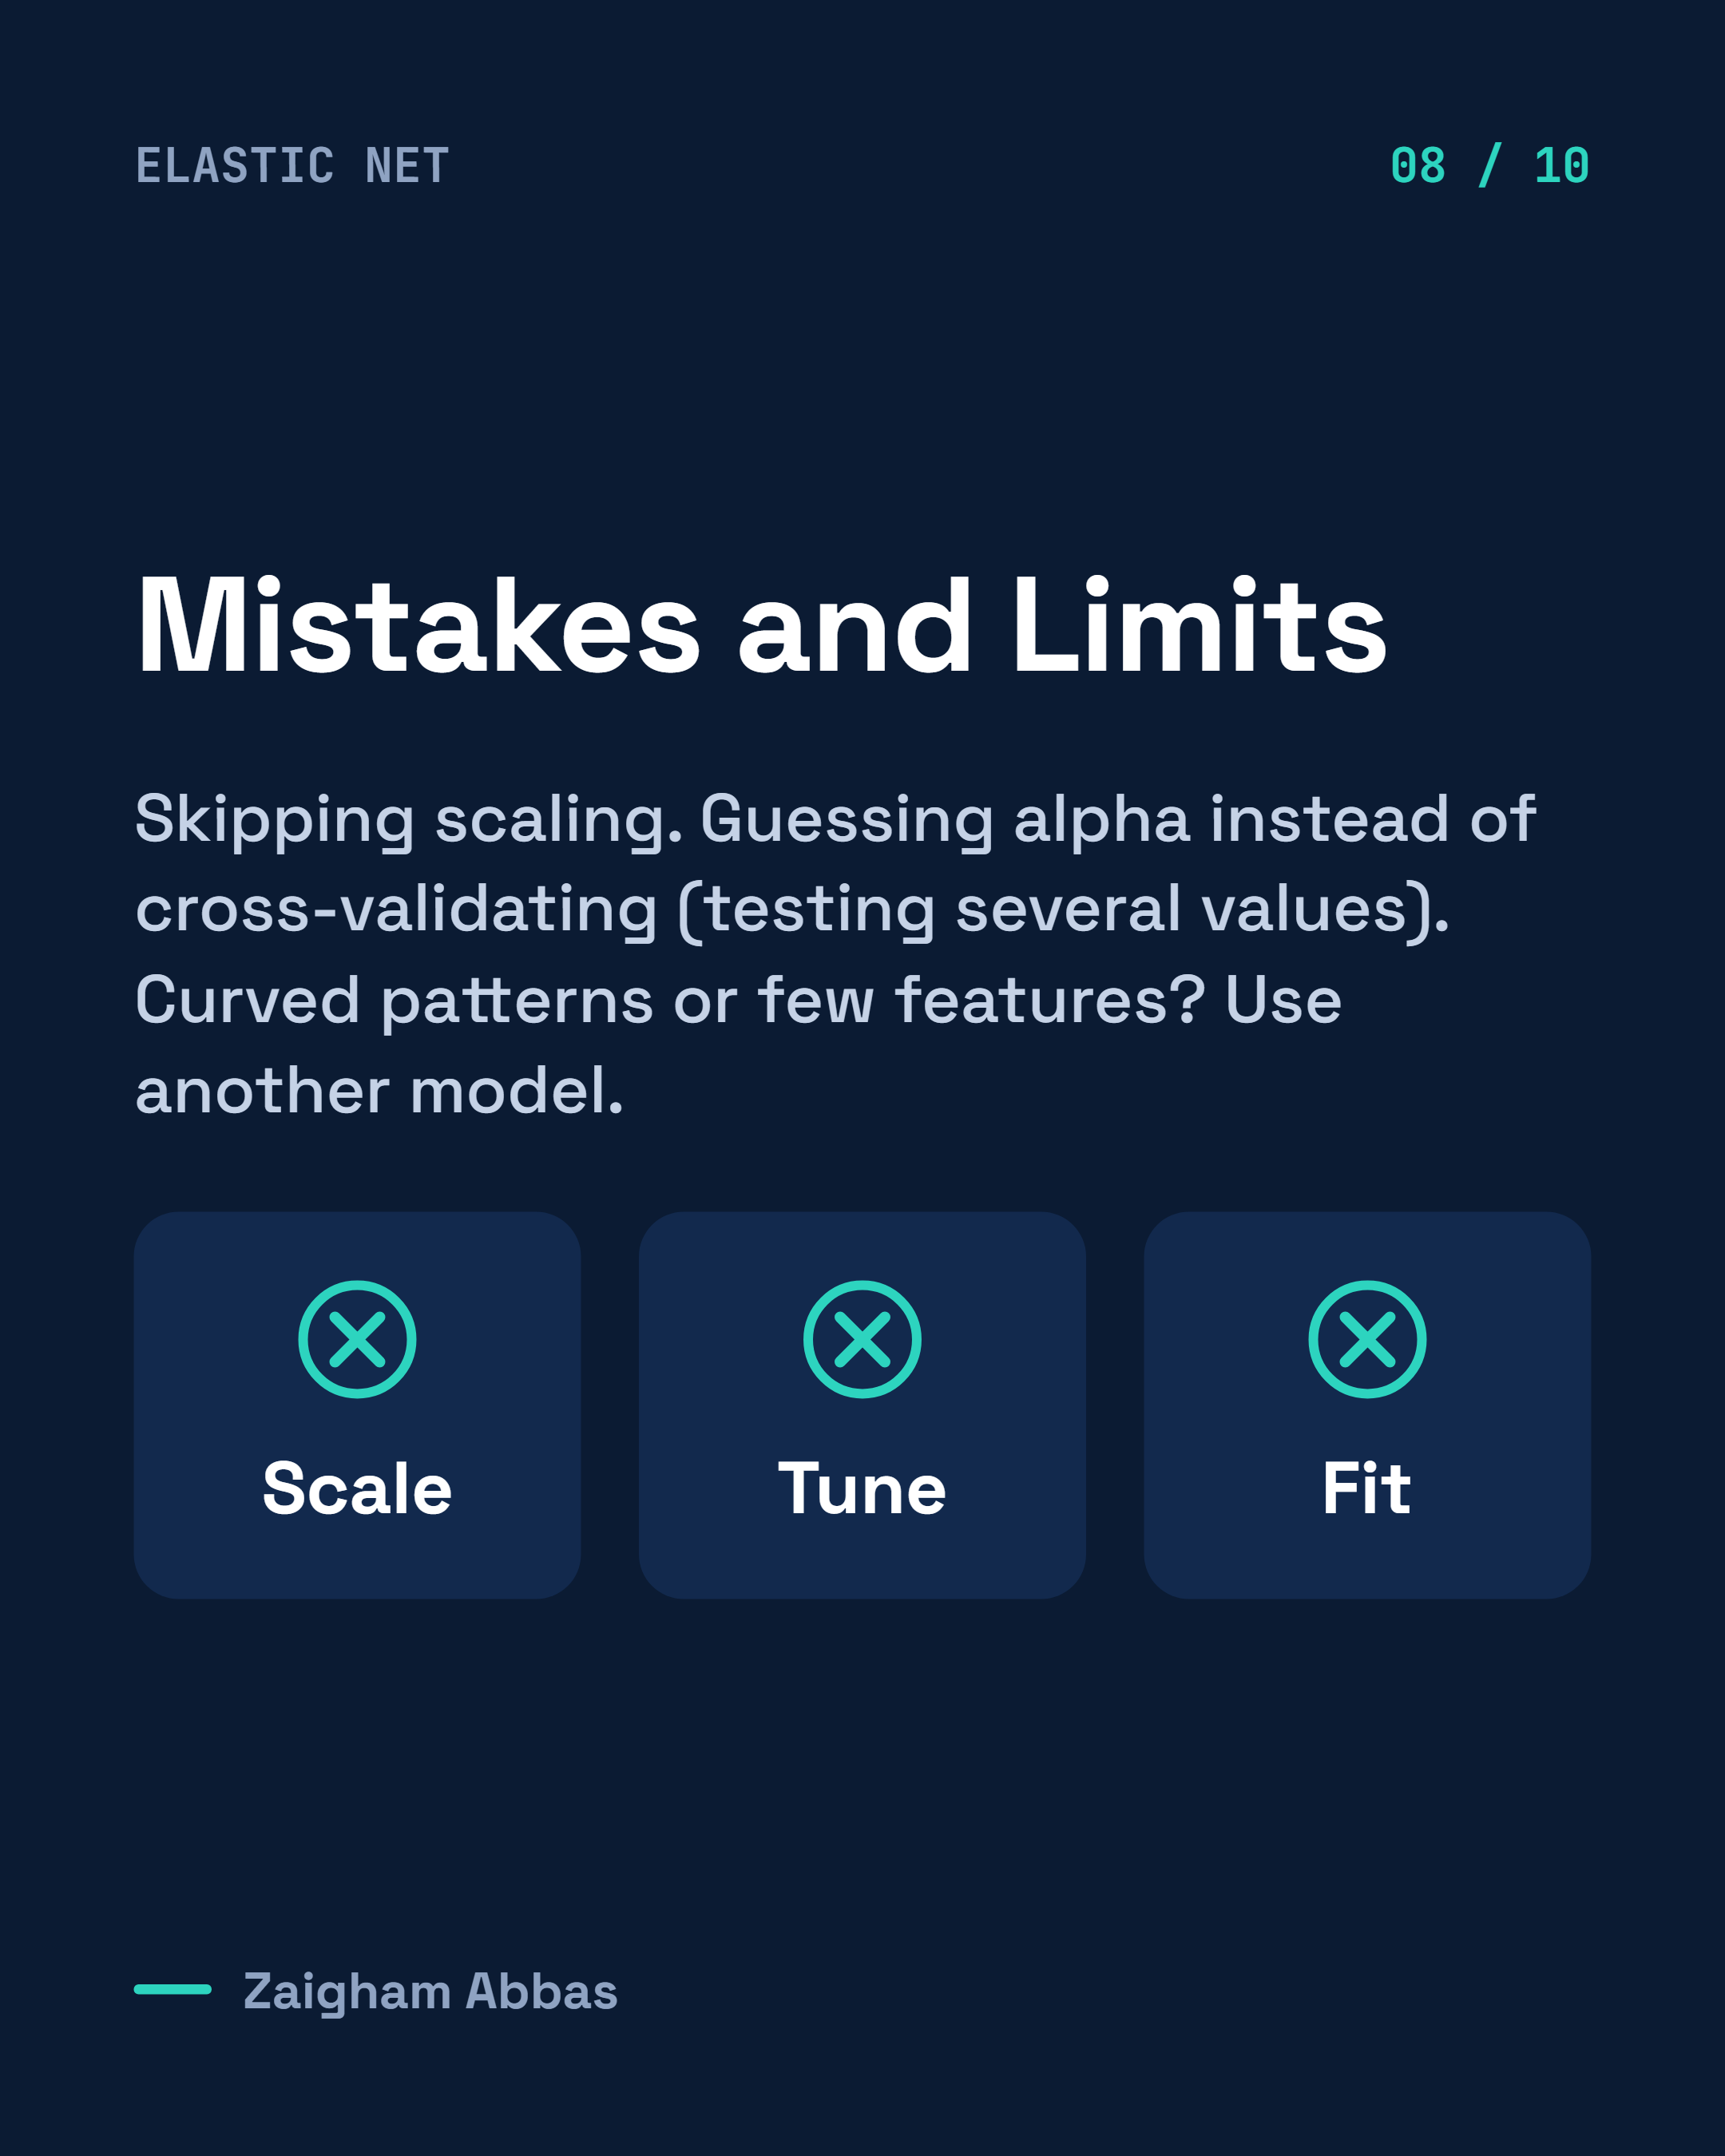 ELASTIC NET
08 / 10
Mistakes and Limits
Skipping scaling. Guessing alpha instead of
cross-validating (testing several values).
Curved patterns or few features? Use
another model.
Scale
Tune
Fit
Zaigham Abbas